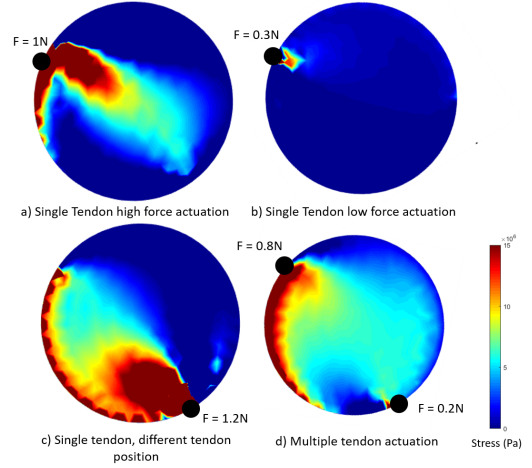 F = 1N
F = 0.3N
a) Single Tendon high force actuation
b) Single Tendon low force actuation
F = 0.8N
F = 1.2N
F = 0.2N
c) Single tendon, different tendon
position
d) Multiple tendon actuation
×10⁶
15
10
5
0
Stress (Pa)